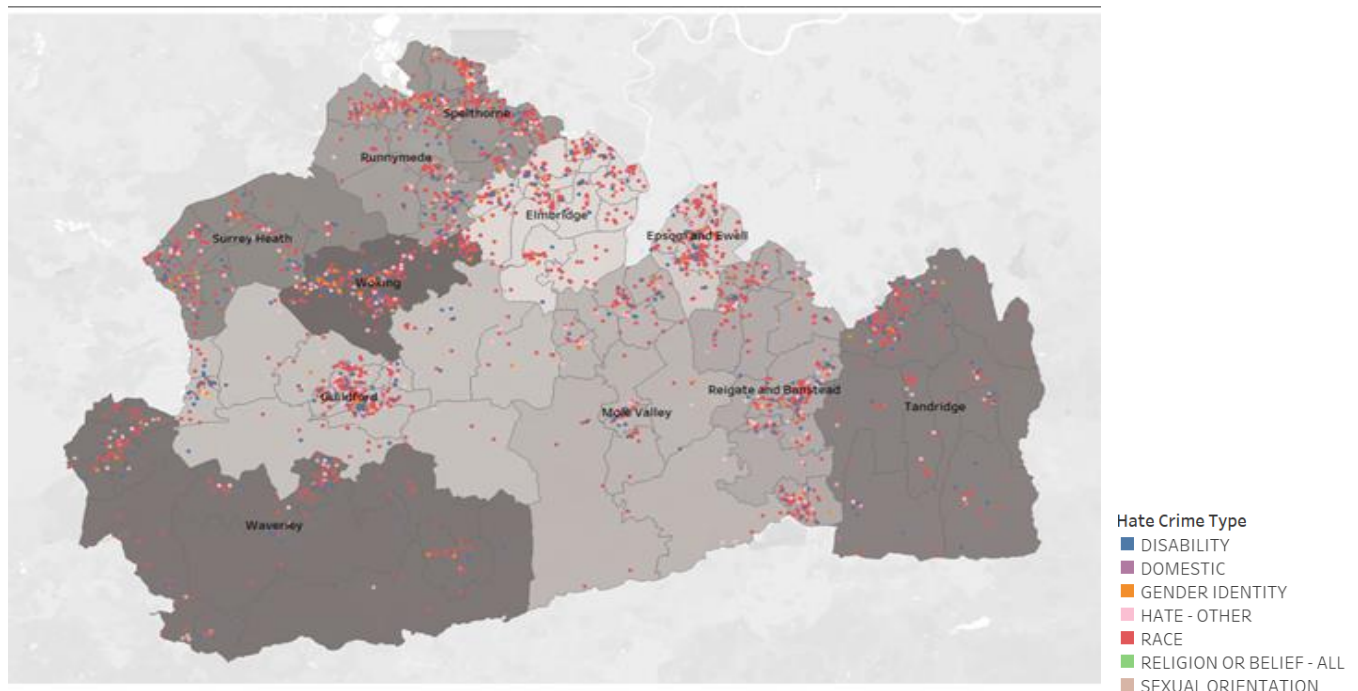 Spelthorne
Runnymede
Elmbridge
Surrey Heath
Epsom and Ewell
Woking
Guildford
Reigate and Banstead
Mole Valley
Tandridge
Waverley
Hate Crime Type
DISABILITY
DOMESTIC
GENDER IDENTITY
HATE - OTHER
RACE
RELIGION OR BELIEF - ALL
SEXUAL ORIENTATION